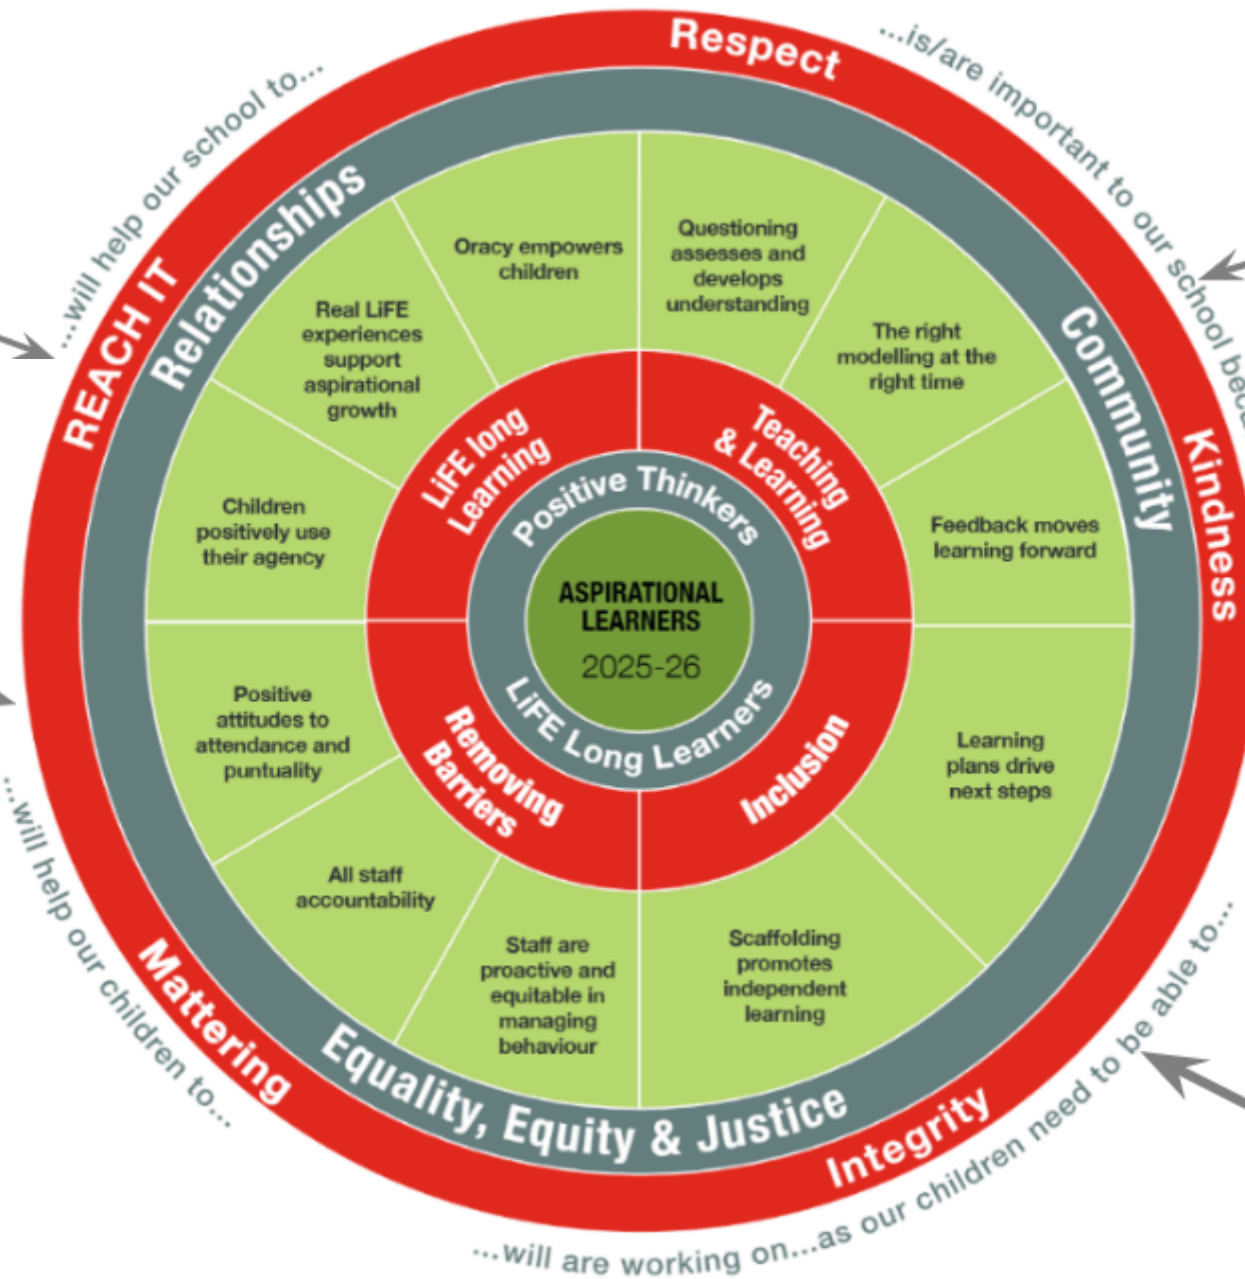 ...will help our school to...
...is/are important to our school
Respect
REACH IT
Kindness
Mattering
Integrity
Relationships
Community
Equality, Equity & Justice
Oracy empowers
children
Questioning
assesses and
develops
understanding
Real LiFE
experiences
support
aspirational
growth
The right
modelling at the
right time
Children
positively use
their agency
Feedback moves
learning forward
Positive
attitudes to
attendance and
punctuality
Learning
plans drive
next steps
All staff
accountability
Staff are
proactive and
equitable in
managing
behaviour
Scaffolding
promotes
independent
learning
LiFE long
Learning
Teaching
& Learning
Removing
Barriers
Inclusion
Positive Thinkers
LiFE Long Learners
ASPIRATIONAL
LEARNERS
2025-26
...will help our children to...
...will are working on...as our children need to be able to...